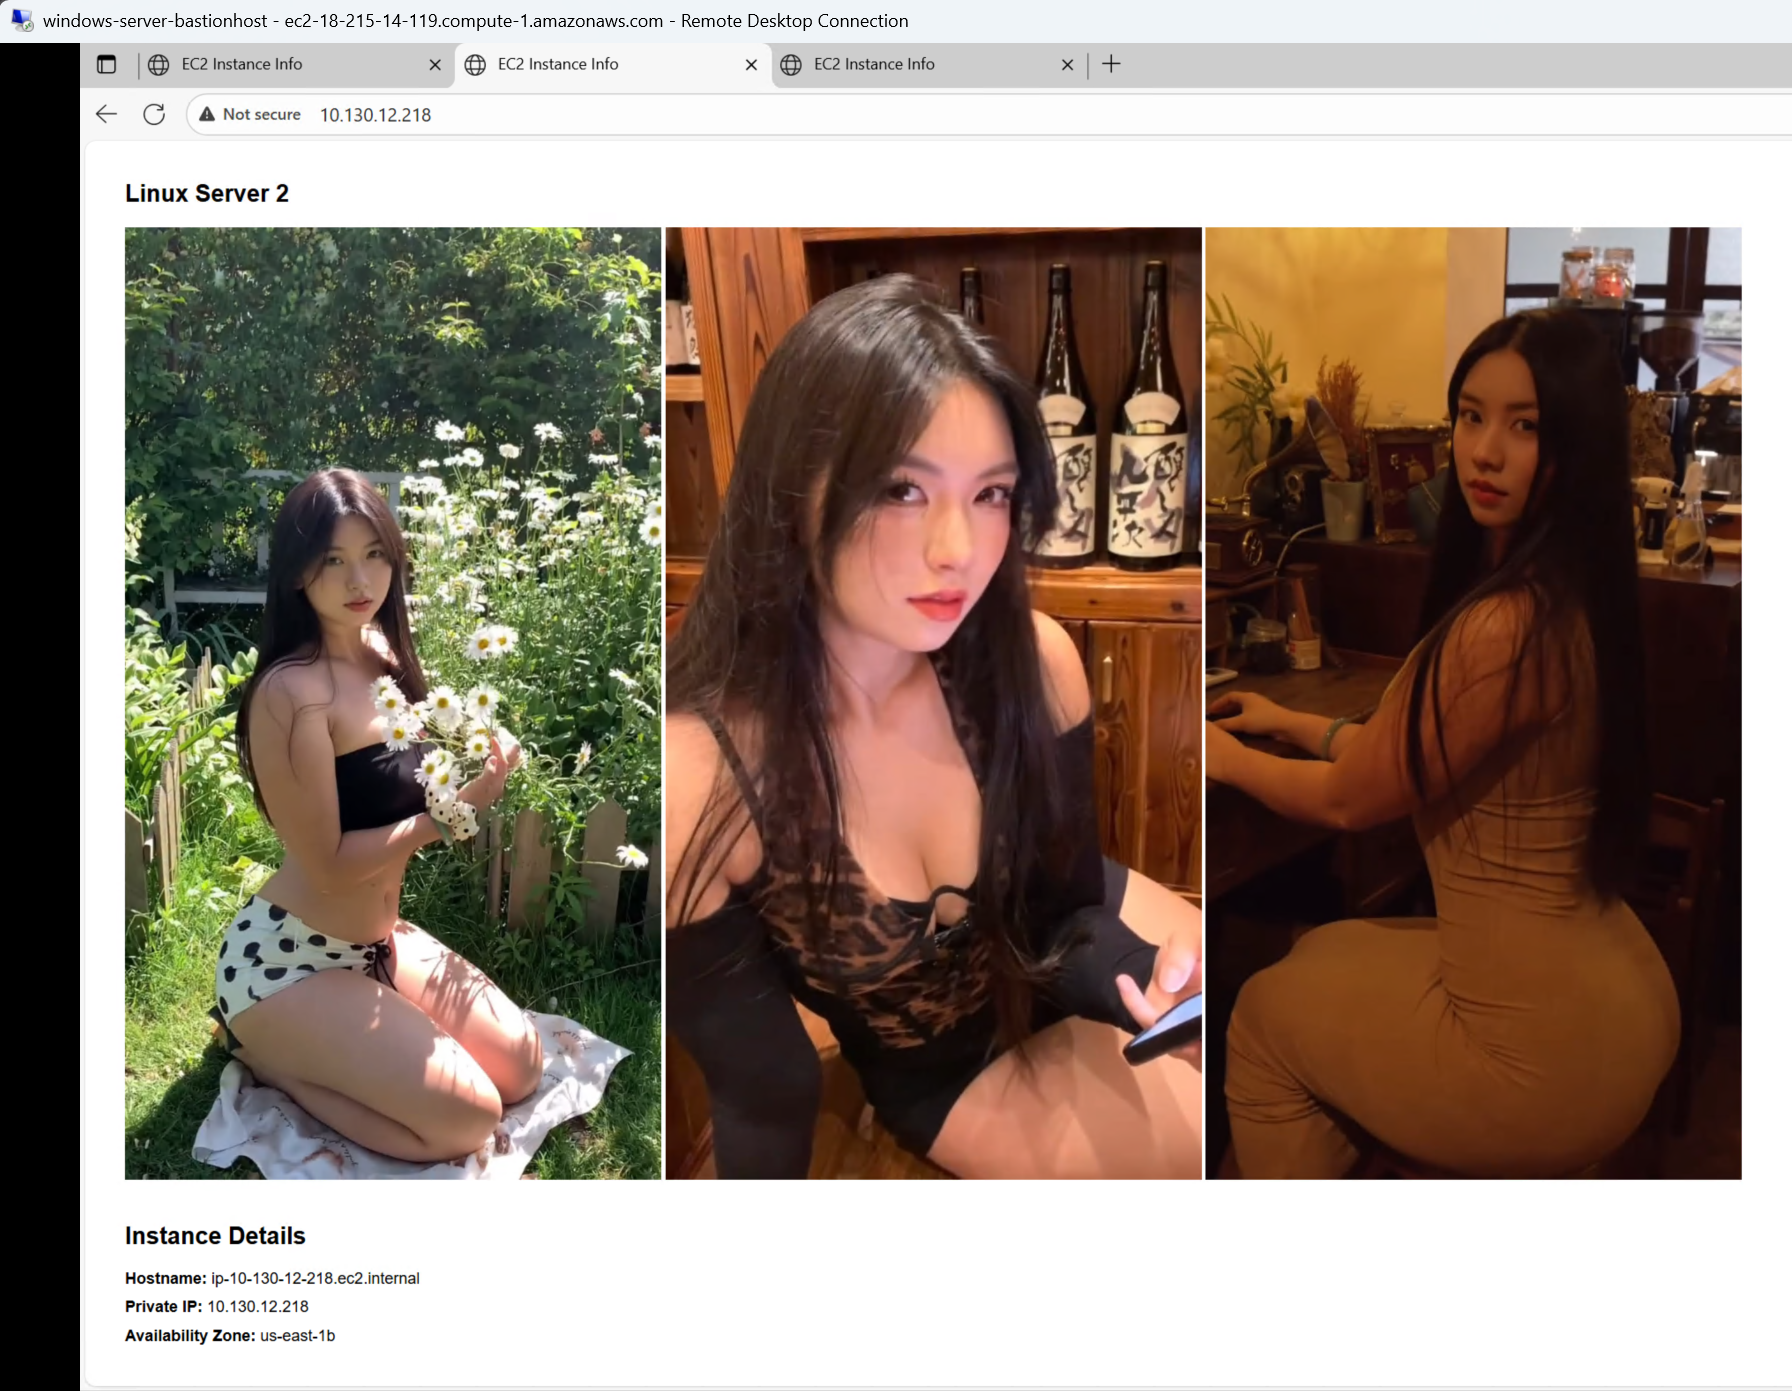 windows-server-bastionhost - ec2-18-215-14-119.compute-1.amazonaws.com - Remote Desktop Connection
EC2 Instance Info
EC2 Instance Info
EC2 Instance Info
Not secure
10.130.12.218
Linux Server 2
Instance Details
Hostname: ip-10-130-12-218.ec2.internal
Private IP: 10.130.12.218
Availability Zone: us-east-1b